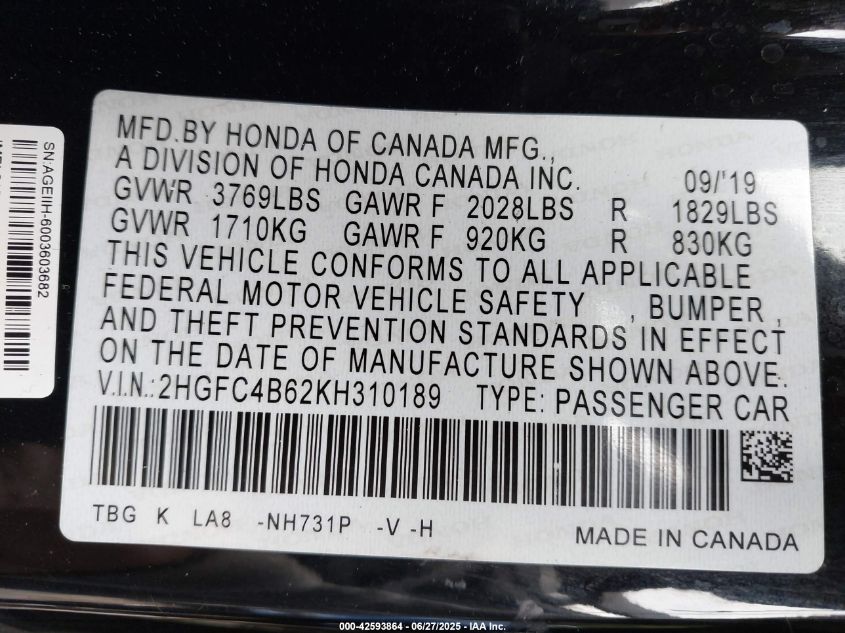 MFD.BY HONDA OF CANADA MFG.,
A DIVISION OF HONDA CANADA INC. 09/'19
GVWR 3769LBS GAWR F 2028LBS R 1829LBS
GVWR 1710KG GAWR F 920KG R 830KG
THIS VEHICLE CONFORMS TO ALL APPLICABLE
FEDERAL MOTOR VEHICLE SAFETY , BUMPER ,
AND THEFT PREVENTION STANDARDS IN EFFECT
ON THE DATE OF MANUFACTURE SHOWN ABOVE.
V.I.N.:2HGFC4B62KH310189 TYPE: PASSENGER CAR
TBG K LA8 -NH731P -V -H
MADE IN CANADA
SN:AGEIIH-6003603682
000-42593864 / 06/27/2025 - IAA Inc.